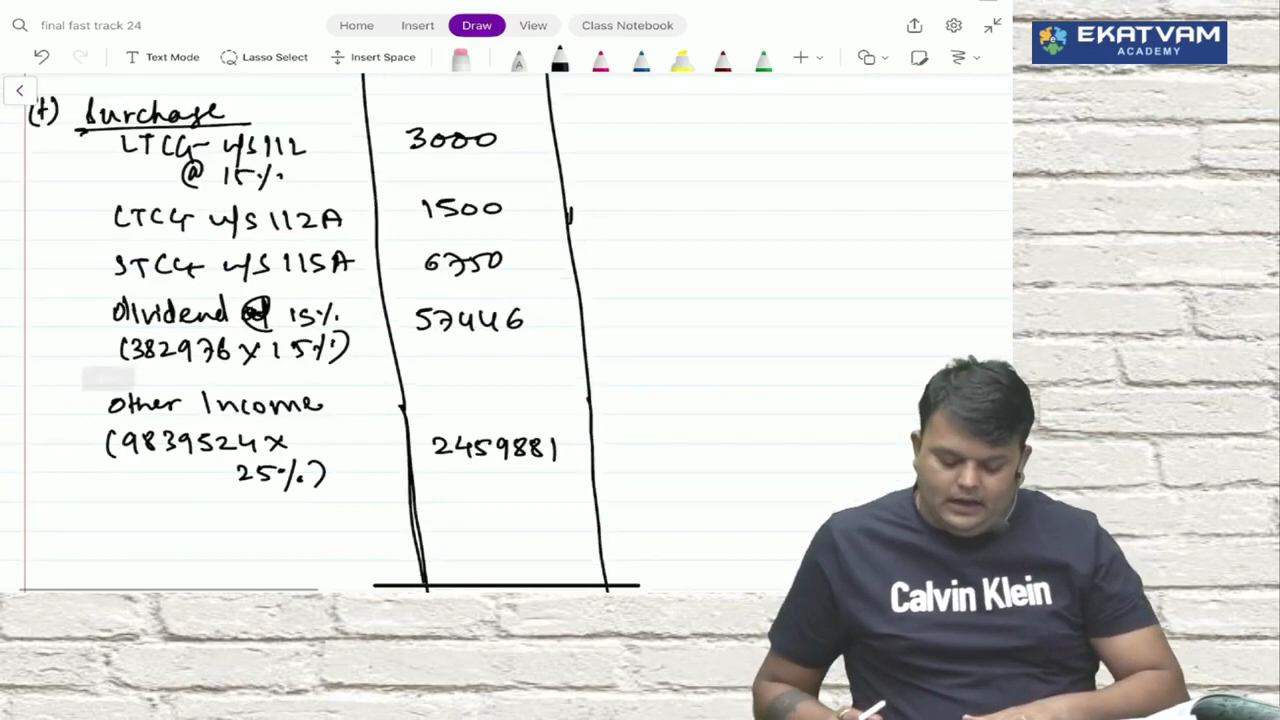 final fast track 24
Home Insert Draw View Class Notebook
Text Mode Lasso Select Insert Space
EKATVAM
ACADEMY
(+) Surchage
LTCG u/s 112 3000
@ 15%
LTCG u/s 112A 1500
STCG u/s 115A 6750
Dividend 15% 57446
(382976 x 15%)
Other Income
(9839524 x 2459881
25%)
Calvin Klein